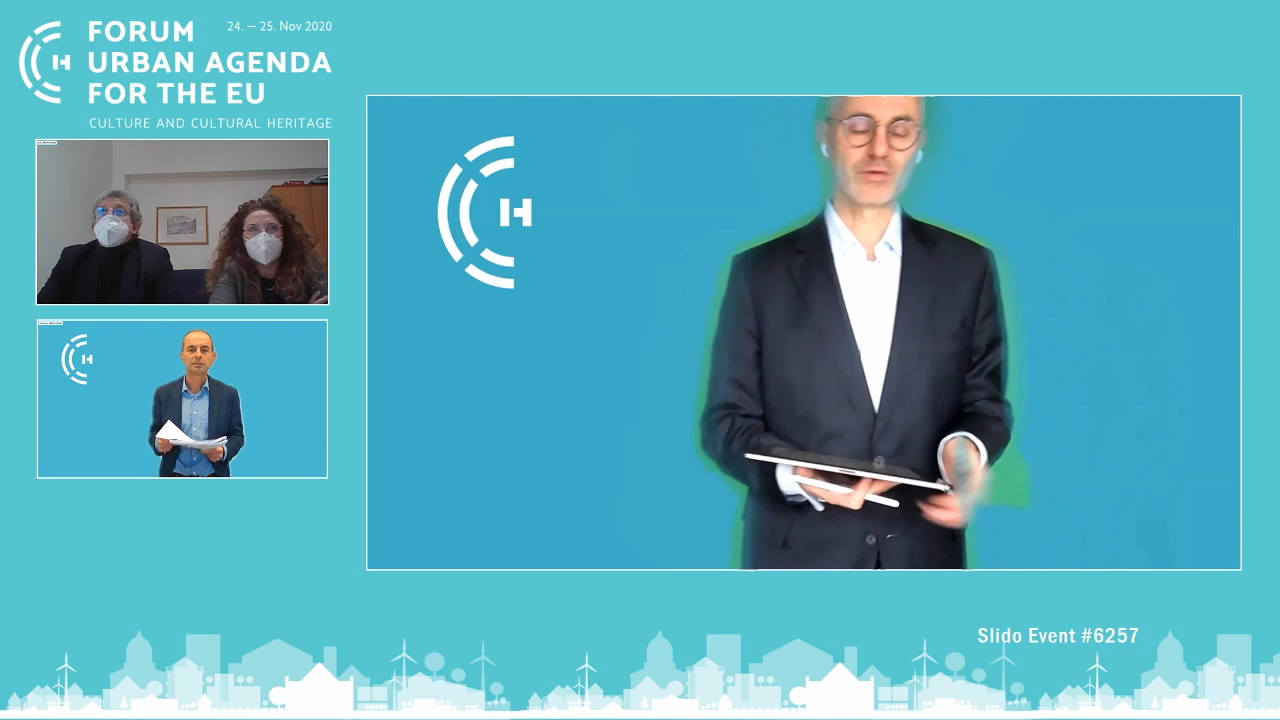 FORUM
24. – 25. Nov 2020
URBAN AGENDA
FOR THE EU
CULTURE AND CULTURAL HERITAGE
Slido Event #6257